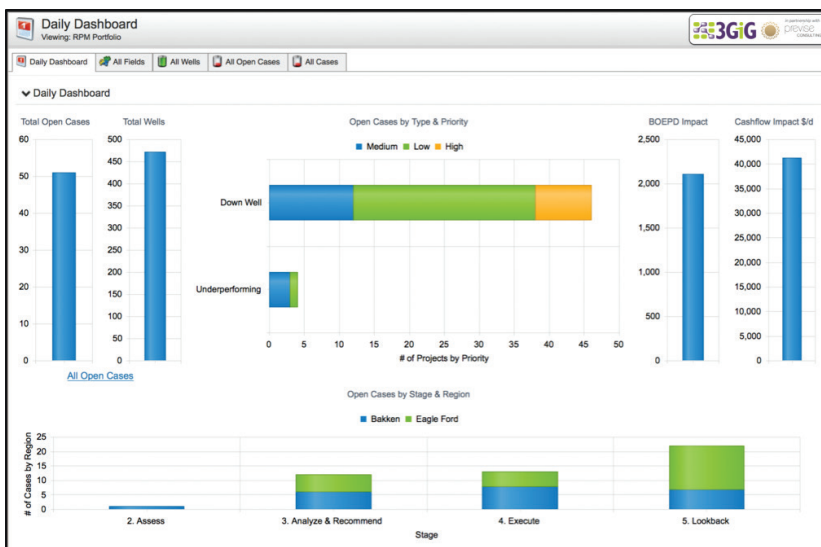 Daily Dashboard
Viewing: RPM Portfolio
3GiG
A partnership with
previse
CONSULTING
Daily Dashboard
All Fields
All Wells
All Open Cases
All Cases
Daily Dashboard
Total Open Cases
60
50
40
30
20
10
0
Total Wells
500
450
400
350
300
250
200
150
100
50
0
All Open Cases
Open Cases by Type & Priority
Medium Low High
Down Well
Underperforming
0 5 10 15 20 25 30 35 40 45 50
# of Projects by Priority
BOEPD Impact
2,500
2,000
1,500
1,000
500
0
Cashflow Impact $/d
45,000
40,000
35,000
30,000
25,000
20,000
15,000
10,000
5,000
0
Open Cases by Stage & Region
Bakken Eagle Ford
# of Cases by Region
25
20
15
10
5
0
2. Assess 3. Analyze & Recommend 4. Execute 5. Lookback
Stage